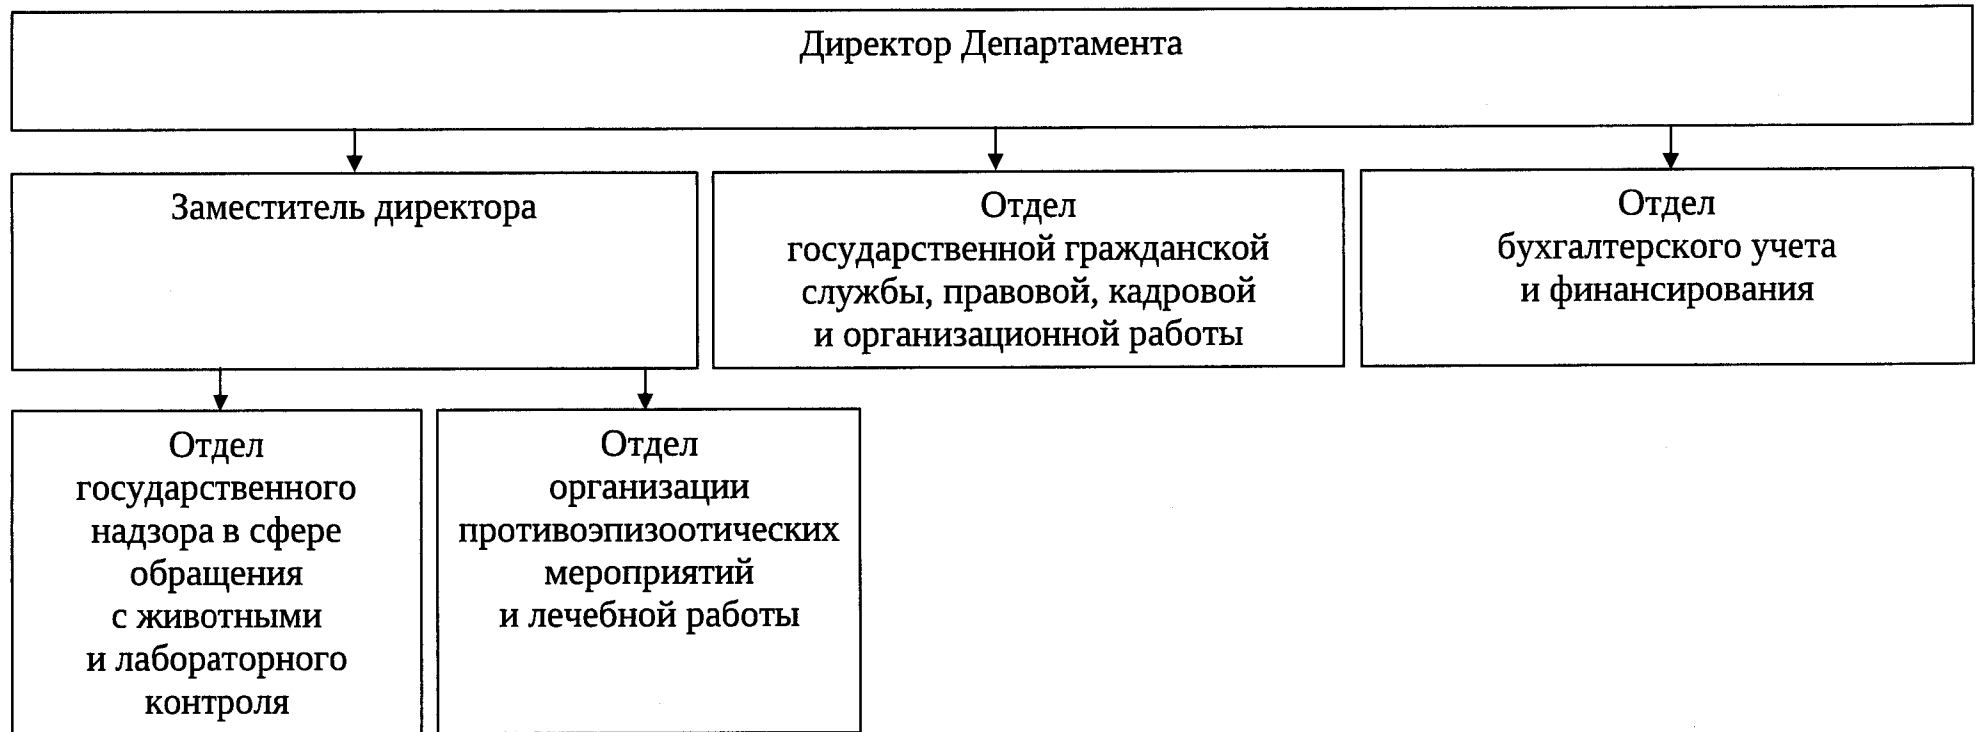 Директор Департамента
Заместитель директора
Отдел
государственной гражданской
службы, правовой, кадровой
и организационной работы
Отдел
бухгалтерского учета
и финансирования
Отдел
государственного
надзора в сфере
обращения
с животными
и лабораторного
контроля
Отдел
организации
противоэпизоотических
мероприятий
и лечебной работы